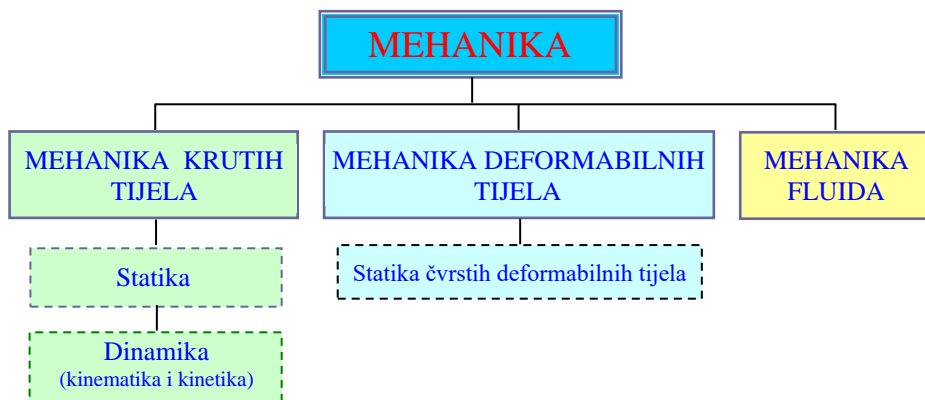 MEHANIKA
MEHANIKA KRUTIH
TIJELA
MEHANIKA DEFORMABILNIH
TIJELA
MEHANIKA
FLUIDA
Statika
Statika čvrstih deformabilnih tijela
Dinamika
(kinematika i kinetika)